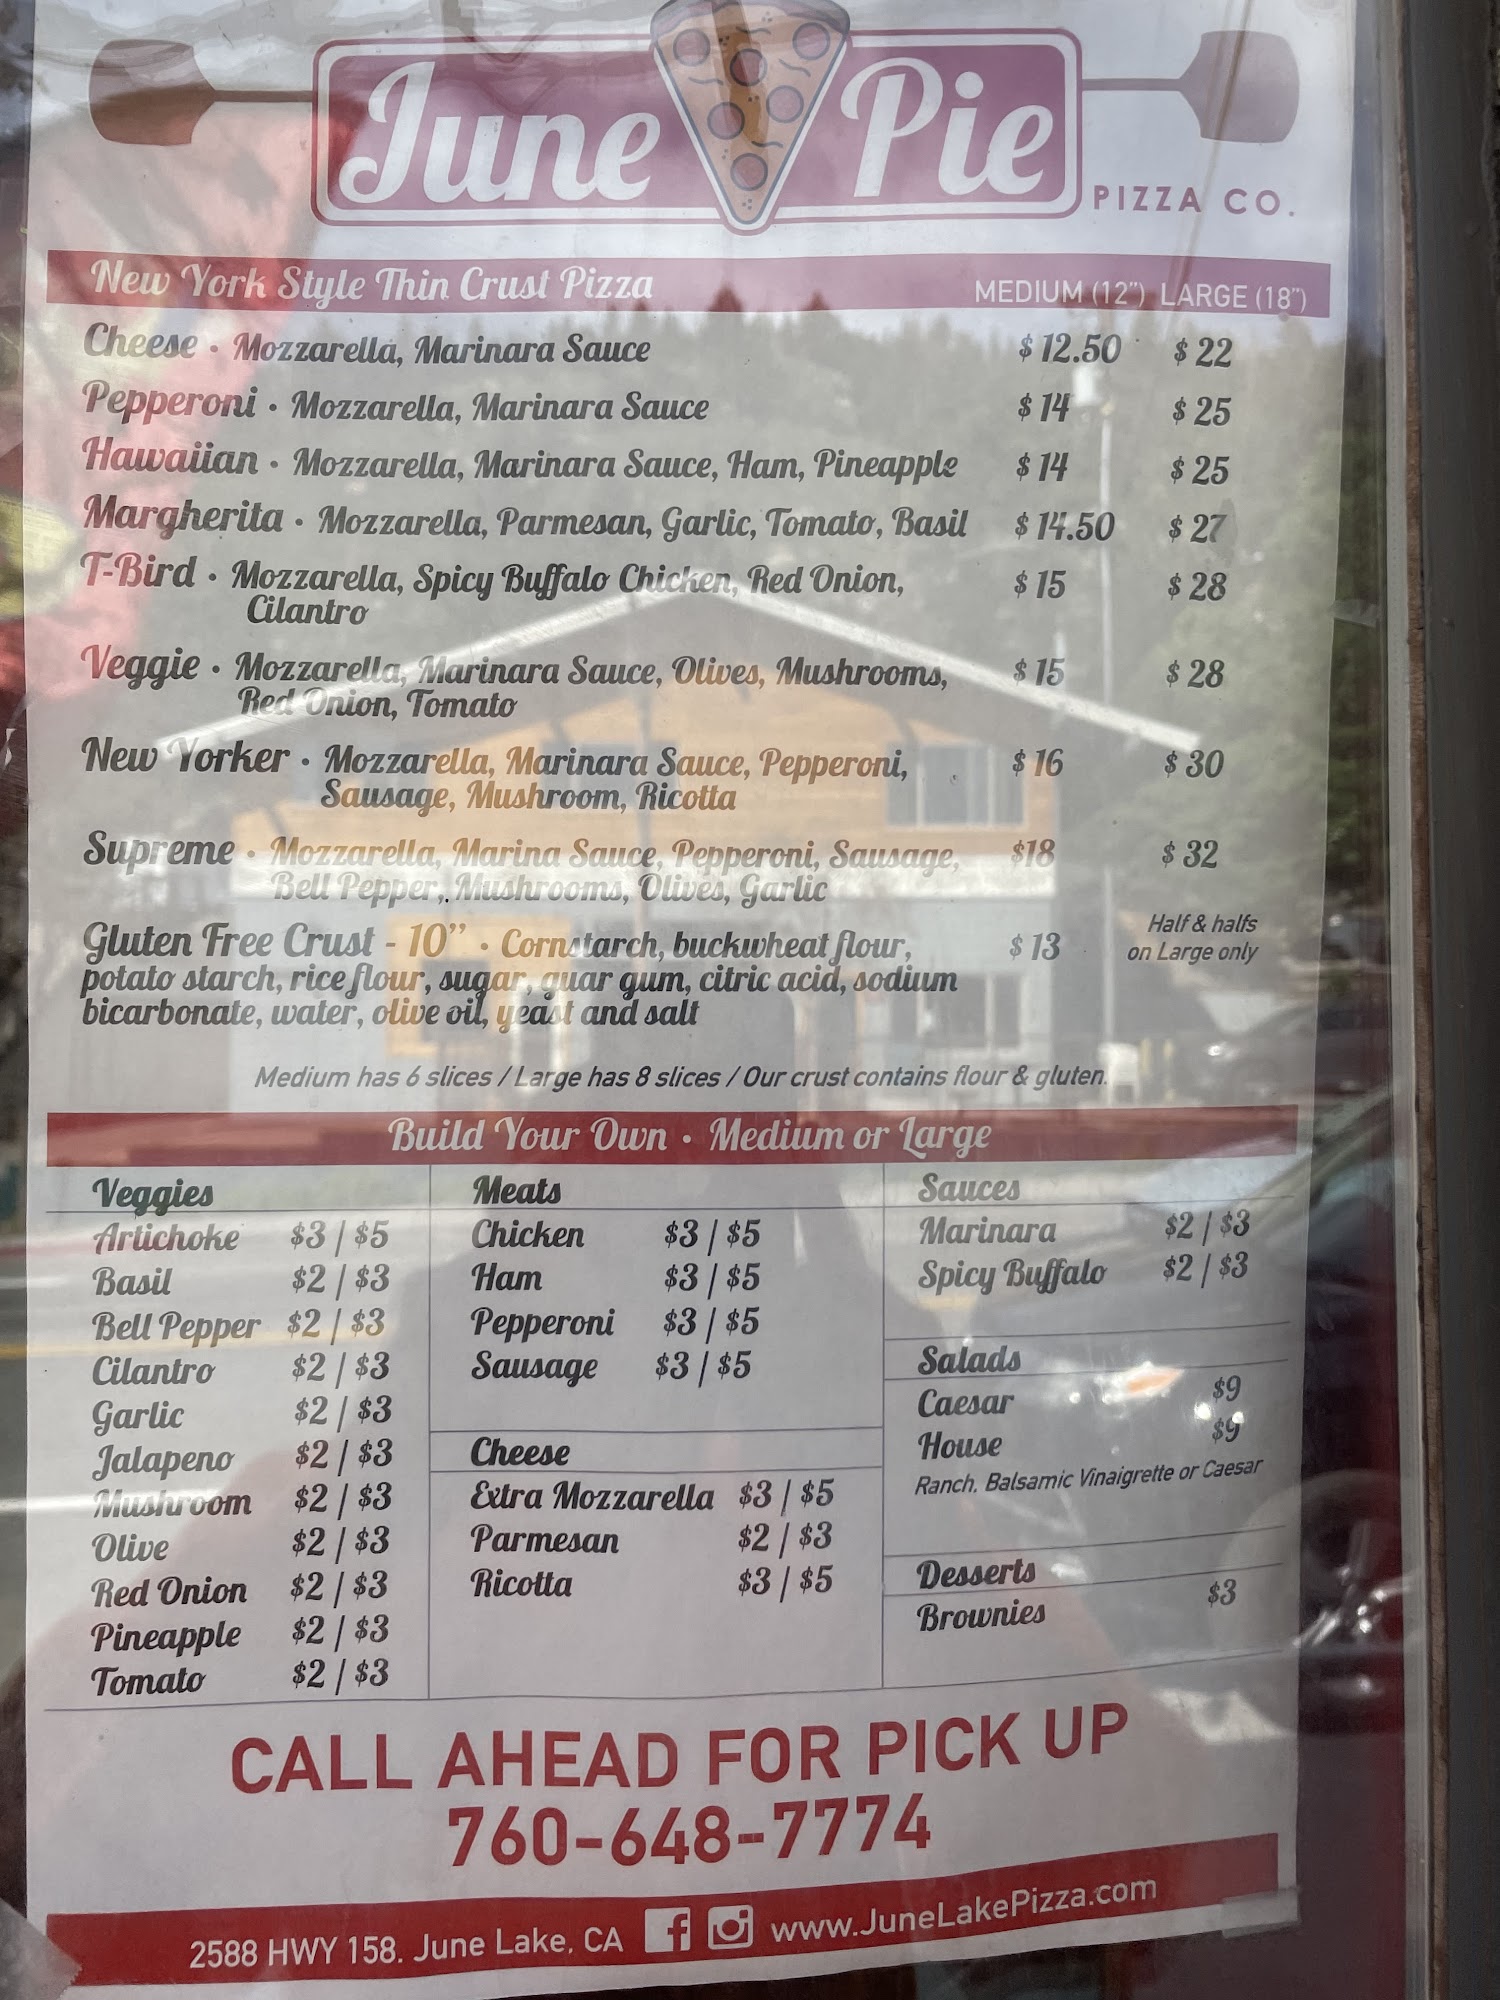 June Pie
PIZZA CO.
New York Style Thin Crust Pizza MEDIUM (12") LARGE (18")
Cheese • Mozzarella, Marinara Sauce $ 12.50 $ 22
Pepperoni • Mozzarella, Marinara Sauce $ 14 $ 25
Hawaiian • Mozzarella, Marinara Sauce, Ham, Pineapple $ 14 $ 25
Margherita • Mozzarella, Parmesan, Garlic, Tomato, Basil $ 14.50 $ 27
T-Bird • Mozzarella, Spicy Buffalo Chicken, Red Onion, $ 15 $ 28
Cilantro
Veggie • Mozzarella, Marinara Sauce, Olives, Mushrooms, $ 15 $ 28
Red Onion, Tomato
New Yorker • Mozzarella, Marinara Sauce, Pepperoni, $ 16 $ 30
Sausage, Mushroom, Ricotta
Supreme • Mozzarella, Marina Sauce, Pepperoni, Sausage, $18 $ 32
Bell Pepper,. Mushrooms, Olives, Garlic
Gluten Free Crust - 10" • Cornstarch, buckwheat flour, $ 13
potato starch, rice flour, sugar, guar gum, citric acid, sodium
bicarbonate, water, olive oil, yeast and salt
Half & halfs
on Large only
Medium has 6 slices / Large has 8 slices / Our crust contains flour & gluten.
Build Your Own • Medium or Large
Veggies
Artichoke $3 / $5
Basil $2 / $3
Bell Pepper $2 / $3
Cilantro $2 / $3
Garlic $2 / $3
Jalapeno $2 / $3
Mushroom $2 / $3
Olive $2 / $3
Red Onion $2 / $3
Pineapple $2 / $3
Tomato $2 / $3
Meats
Chicken $3 / $5
Ham $3 / $5
Pepperoni $3 / $5
Sausage $3 / $5
Cheese
Extra Mozzarella $3 / $5
Parmesan $2 / $3
Ricotta $3 / $5
Sauces
Marinara $2 / $3
Spicy Buffalo $2 / $3
Salads
Caesar $9
House $9
Ranch, Balsamic Vinaigrette or Caesar
Desserts
Brownies $3
CALL AHEAD FOR PICK UP
760-648-7774
2588 HWY 158. June Lake, CA www.JuneLakePizza.com